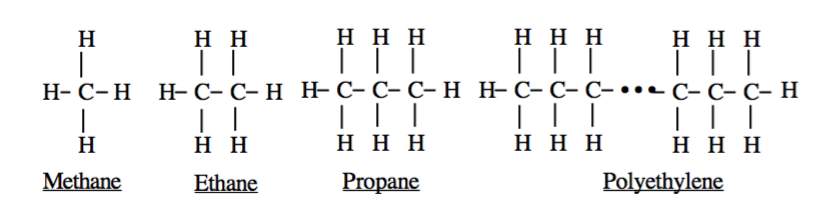 H H H H H H H H H H H H
H- C- H H- C- C- H H- C- C- C- H H- C- C- C- ••• - C- C- C- H
H H H H H H H H H H H H
Methane Ethane Propane Polyethylene